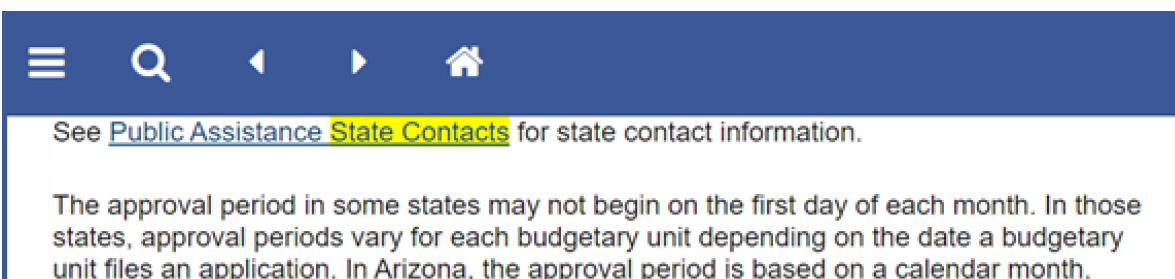 See Public Assistance State Contacts for state contact information.
The approval period in some states may not begin on the first day of each month. In those
states, approval periods vary for each budgetary unit depending on the date a budgetary
unit files an application. In Arizona, the approval period is based on a calendar month.